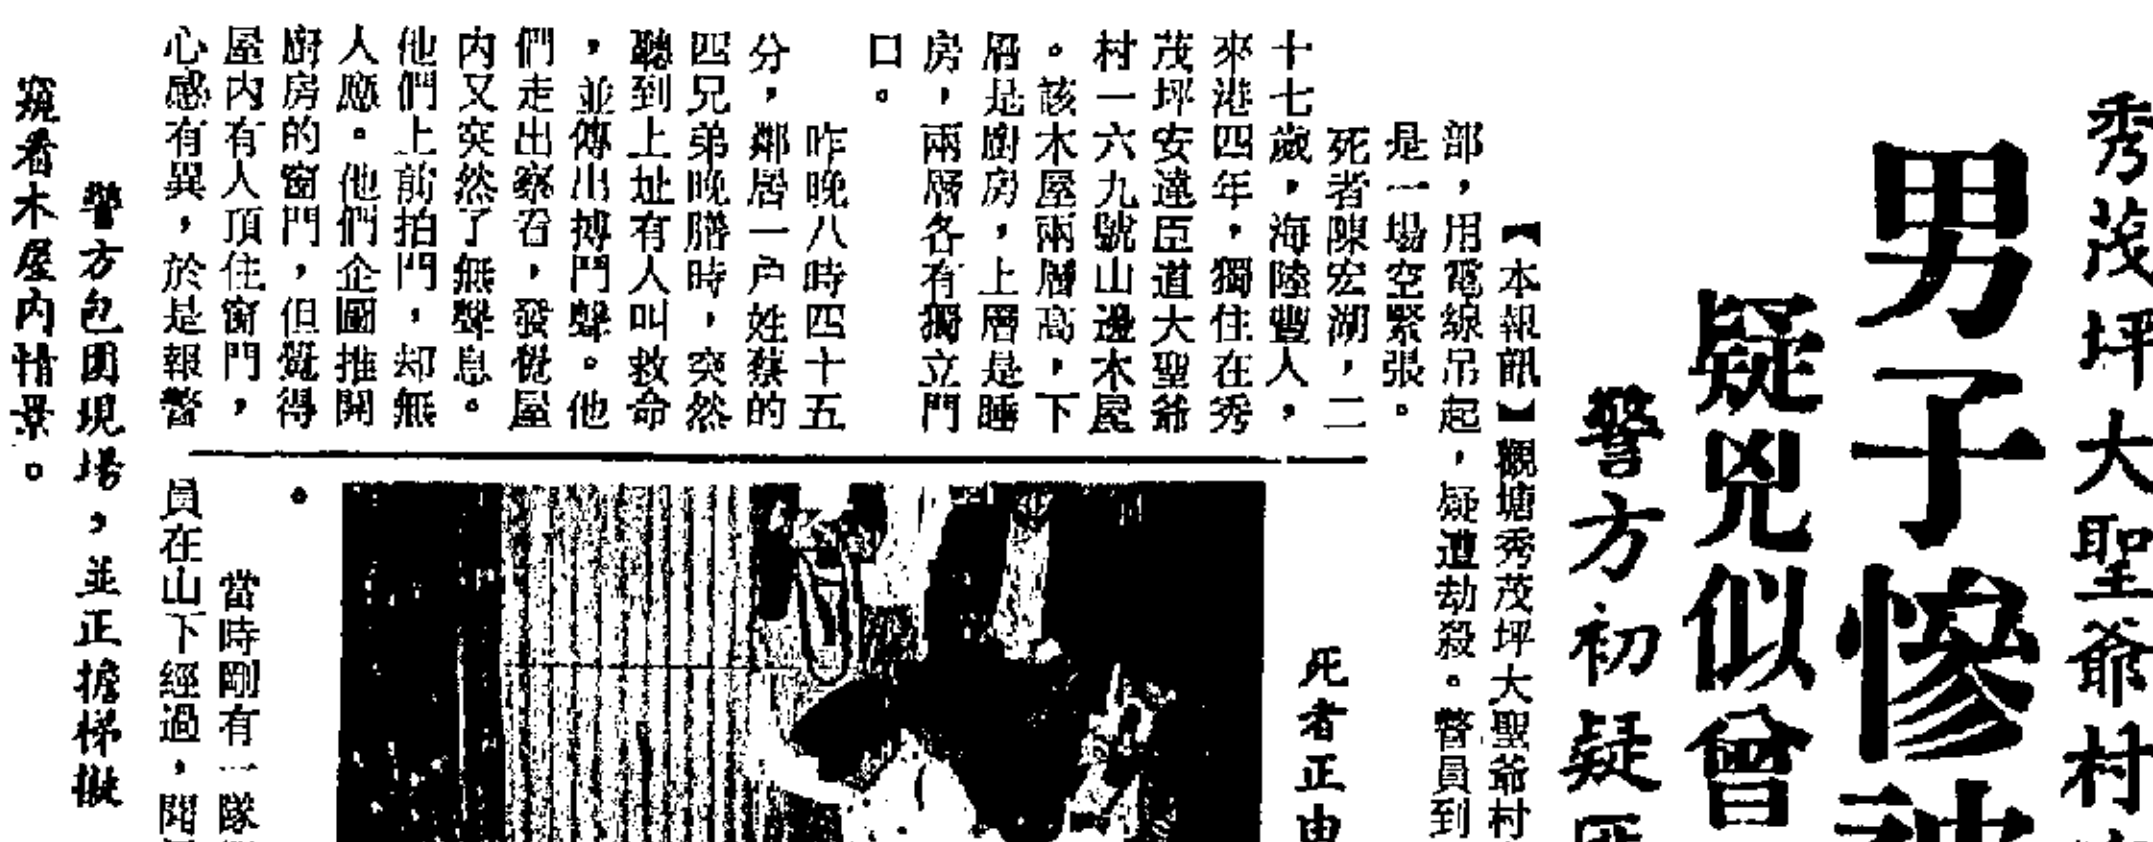 秀茂坪大聖爺村
男子慘被
疑兇似曾
警方初疑匪
【本報訊】觀塘秀茂坪大聖爺村
部，用電線吊起，疑遭劫殺。警員到
是一場空緊張。
死者陳宏湖，二
十七歲，海陸豐人，
來港四年，獨住在秀
茂坪安達臣道大聖爺
村一六九號山邊木屋
。該木屋兩層高，下
層是廚房，上層是睡
房，兩層各有獨立門
口。
昨晚八時四十五
分，鄰居一户姓蔡的
四兄弟晚膳時，突然
聽到上址有人叫救命
，並傳出搏鬥聲。他
們走出察看，發覺屋
內又突然了無聲息。
他們上前拍門，却無
人應。他們企圖推開
廚房的窗門，但覺得
屋內有人頂住窗門，
心感有異，於是報警
。
當時剛有一隊
員在山下經過，聞
死者正由
警方包圍現場，並正擔梯擬
窺看木屋內情景。